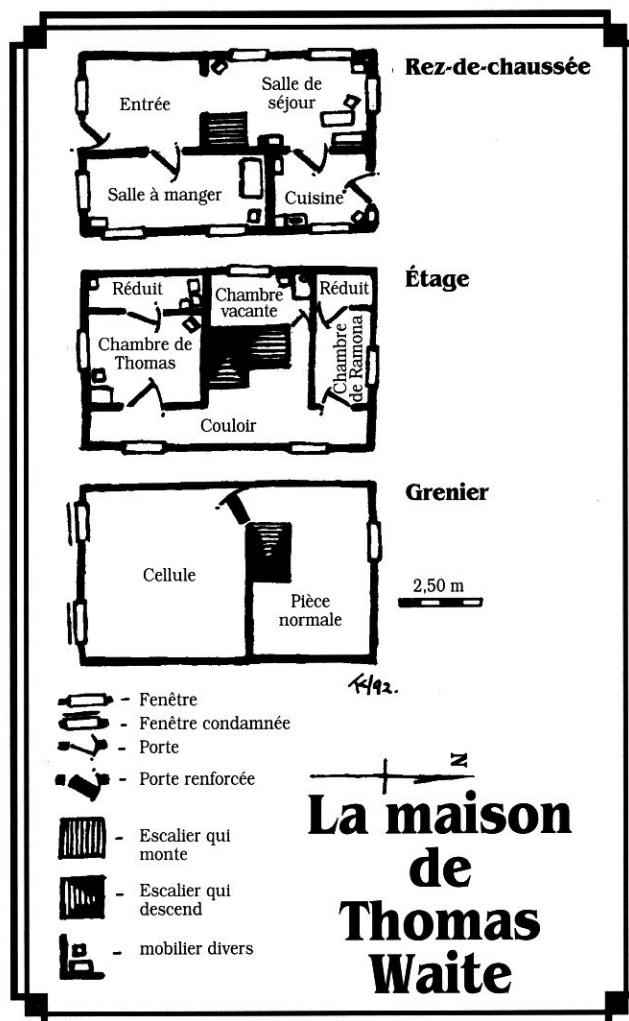 Rez-de-chaussée
Entrée
Salle de
séjour
Salle à manger
Cuisine
Étage
Réduit
Chambre
vacante
Réduit
Chambre de
Thomas
Chambre
de Ramona
Couloir
Grenier
Cellule
Pièce
normale
2,50 m
- Fenêtre
- Fenêtre condamnée
- Porte
- Porte renforcée
- Escalier qui
monte
- Escalier qui
descend
- mobilier divers
N
La maison
de
Thomas
Waite